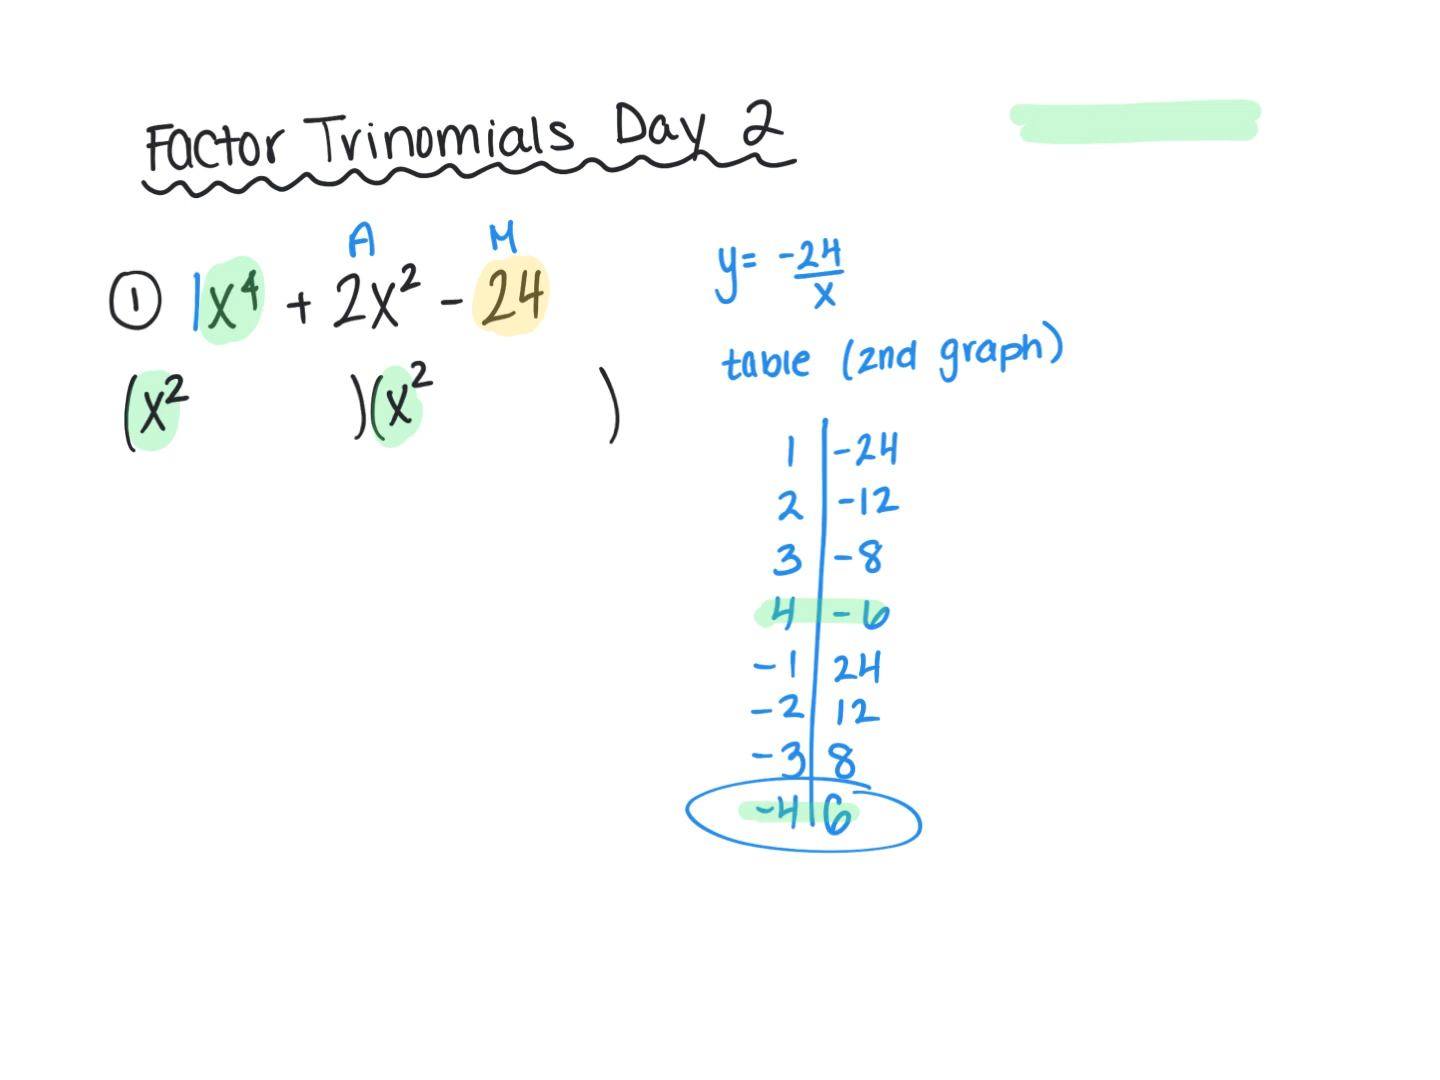 Factor Trinomials Day 2
A M
① 1x⁴ + 2x² - 24
(x² )(x² )
y = -24/x
table (2nd graph)
1 | -24
2 | -12
3 | -8
4 | -6
-1 | 24
-2 | 12
-3 | 8
-4 | 6